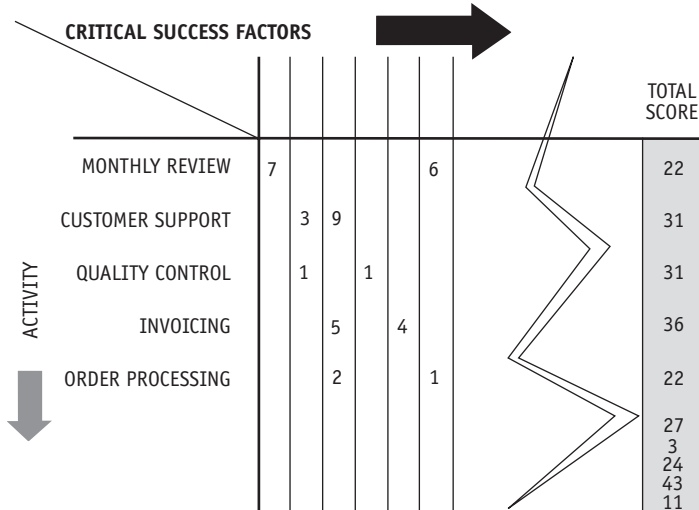 CRITICAL SUCCESS FACTORS
TOTAL
SCORE
MONTHLY REVIEW 7 6 22
CUSTOMER SUPPORT 3 9 31
QUALITY CONTROL 1 1 31
INVOICING 5 4 36
ORDER PROCESSING 2 1 22
27
3
24
43
11
ACTIVITY